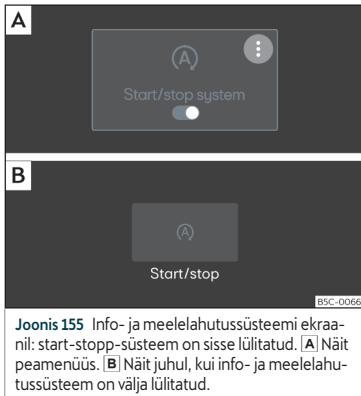 A
A
Start/stop system
B
A
Start/stop
B5C-0066
Joonis 155 Info- ja meelelahutussüsteemi ekraa-
nil: start-stopp-süsteem on sisse lülitatud. A Näit
peamenüüs. B Näit juhul, kui info- ja meelelahu-
tussüsteem on välja lülitatud.